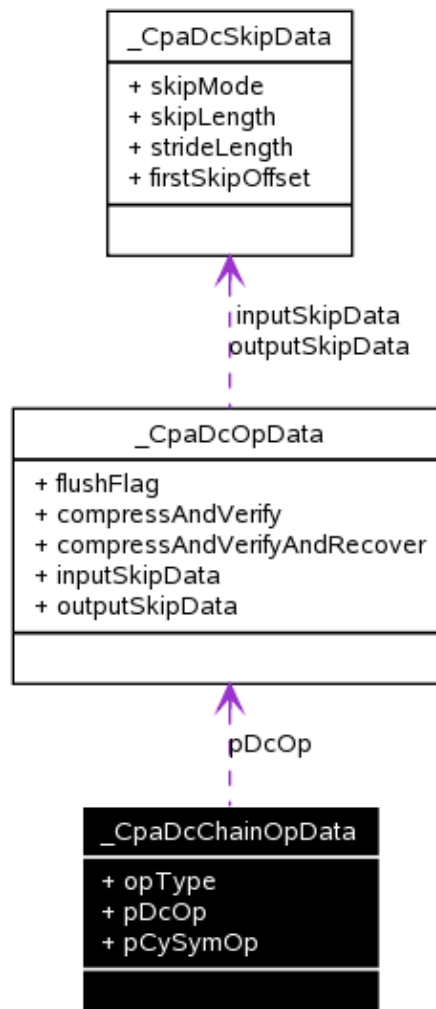 _CpaDcSkipData
+ skipMode
+ skipLength
+ strideLength
+ firstSkipOffset
inputSkipData
outputSkipData
_CpaDcOpData
+ flushFlag
+ compressAndVerify
+ compressAndVerifyAndRecover
+ inputSkipData
+ outputSkipData
pDcOp
_CpaDcChainOpData
+ opType
+ pDcOp
+ pCySymOp